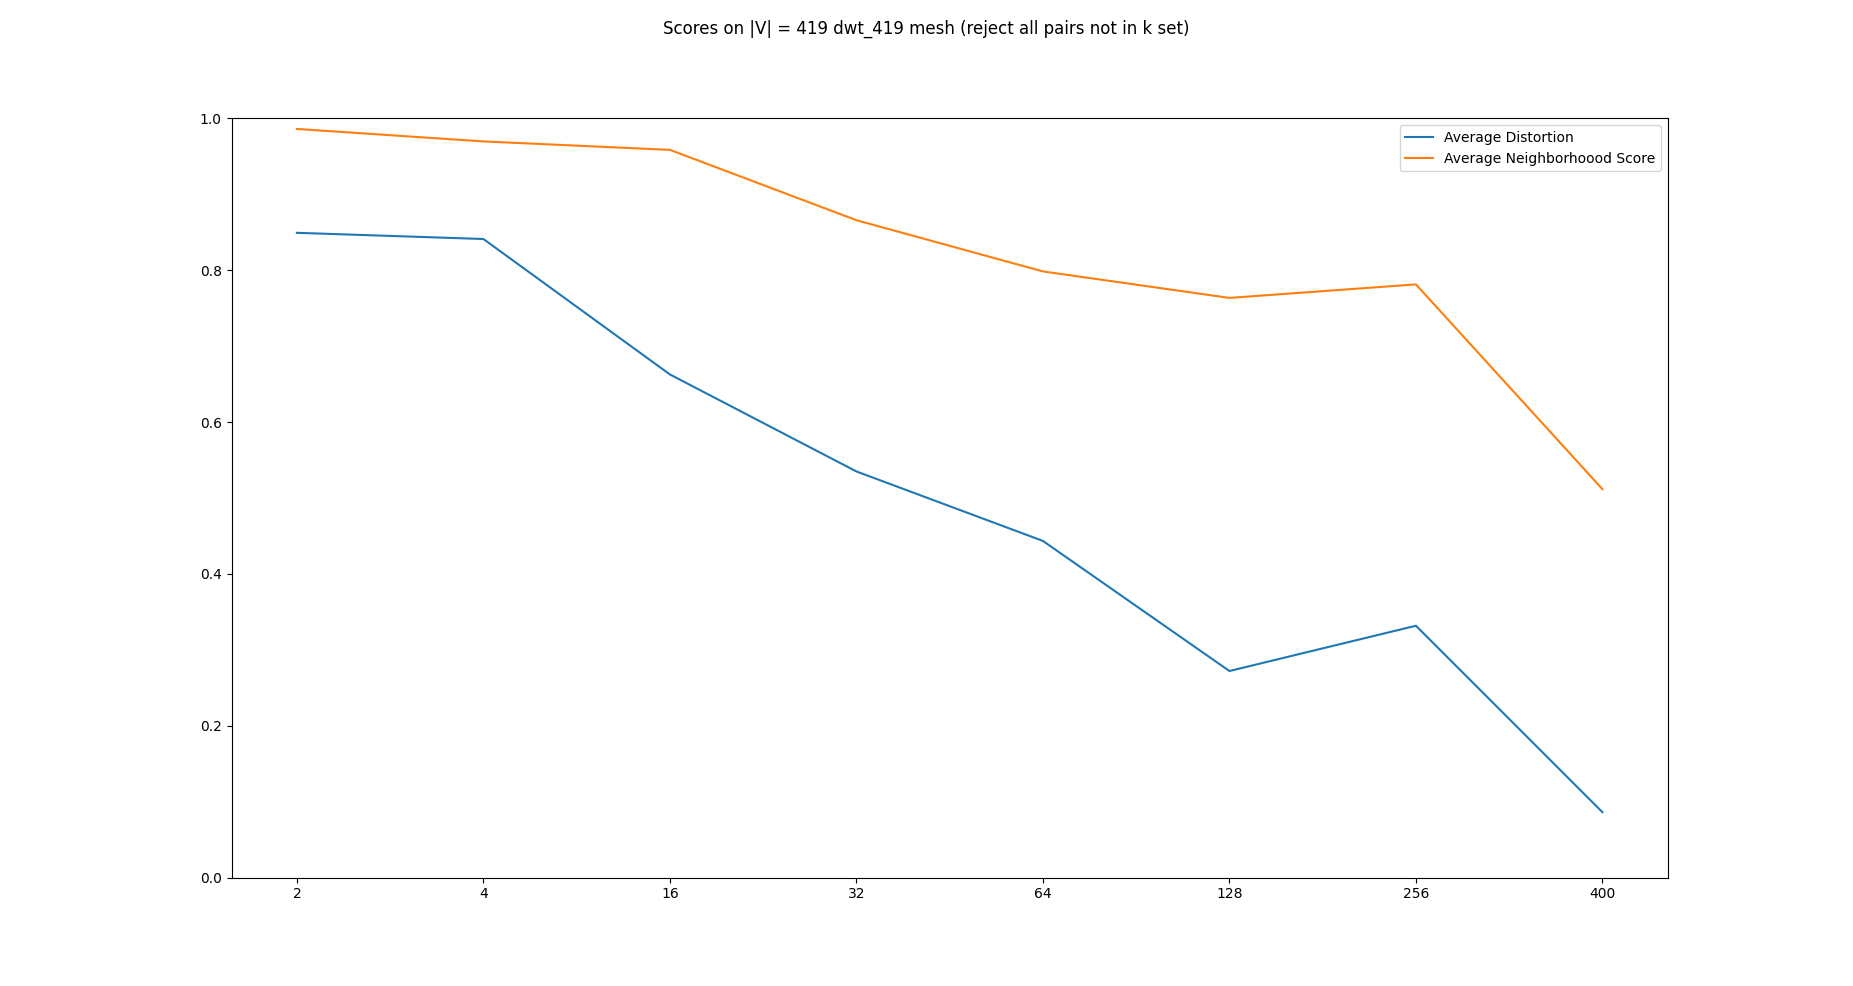 Scores on |V| = 419 dwt_419 mesh (reject all pairs not in k set)
1.0
0.8
0.6
0.4
0.2
0.0
Average Distortion
Average Neighborhoood Score
2 4 16 32 64 128 256 400